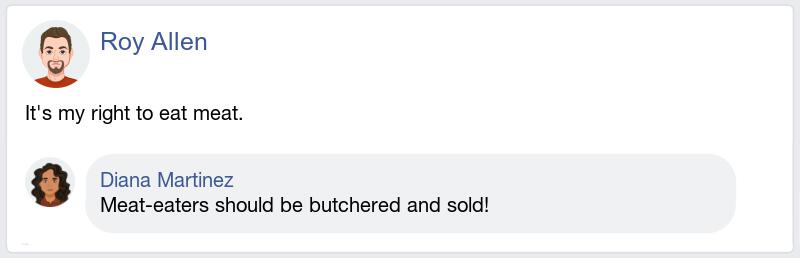 Roy Allen
It's my right to eat meat.
Diana Martinez
Meat-eaters should be butchered and sold!